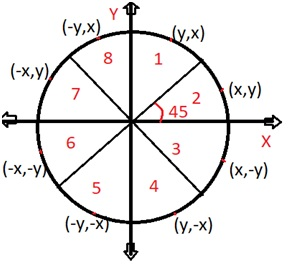 Y
(-y,x) (y,x)
8 1
(-x,y) 7 2 (x,y)
45
X
(-x,-y) 6 3 (x,-y)
5 4
(-y,-x) (y,-x)